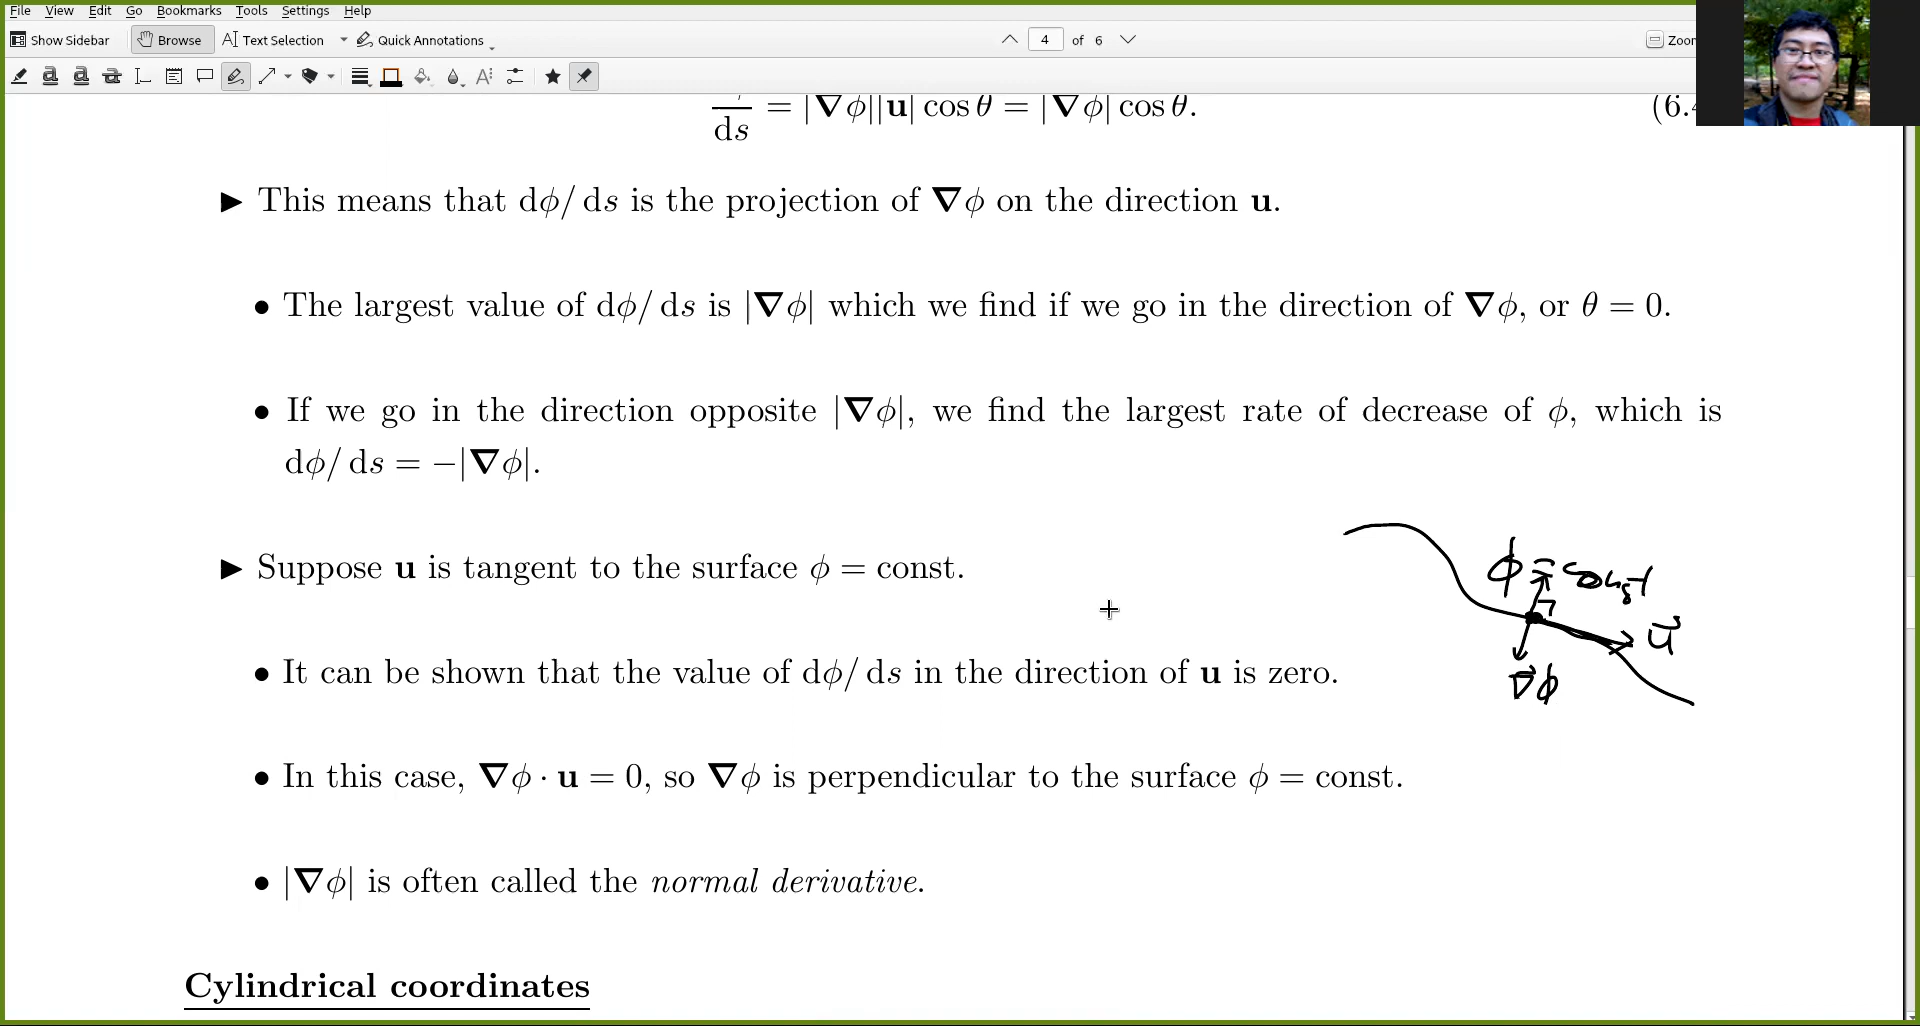 File View Edit Go Bookmarks Tools Settings Help
Show Sidebar Browse Text Selection Quick Annotations 4 of 6
ds = |∇ϕ||u| cos θ = |∇ϕ| cos θ.
▶ This means that dϕ/ ds is the projection of ∇ϕ on the direction u.
• The largest value of dϕ/ ds is |∇ϕ| which we find if we go in the direction of ∇ϕ, or θ = 0.
• If we go in the direction opposite |∇ϕ|, we find the largest rate of decrease of ϕ, which is
dϕ/ ds = −|∇ϕ|.
▶ Suppose u is tangent to the surface ϕ = const.
ϕ = const
u⃗
∇ϕ
• It can be shown that the value of dϕ/ ds in the direction of u is zero.
• In this case, ∇ϕ · u = 0, so ∇ϕ is perpendicular to the surface ϕ = const.
• |∇ϕ| is often called the normal derivative.
Cylindrical coordinates